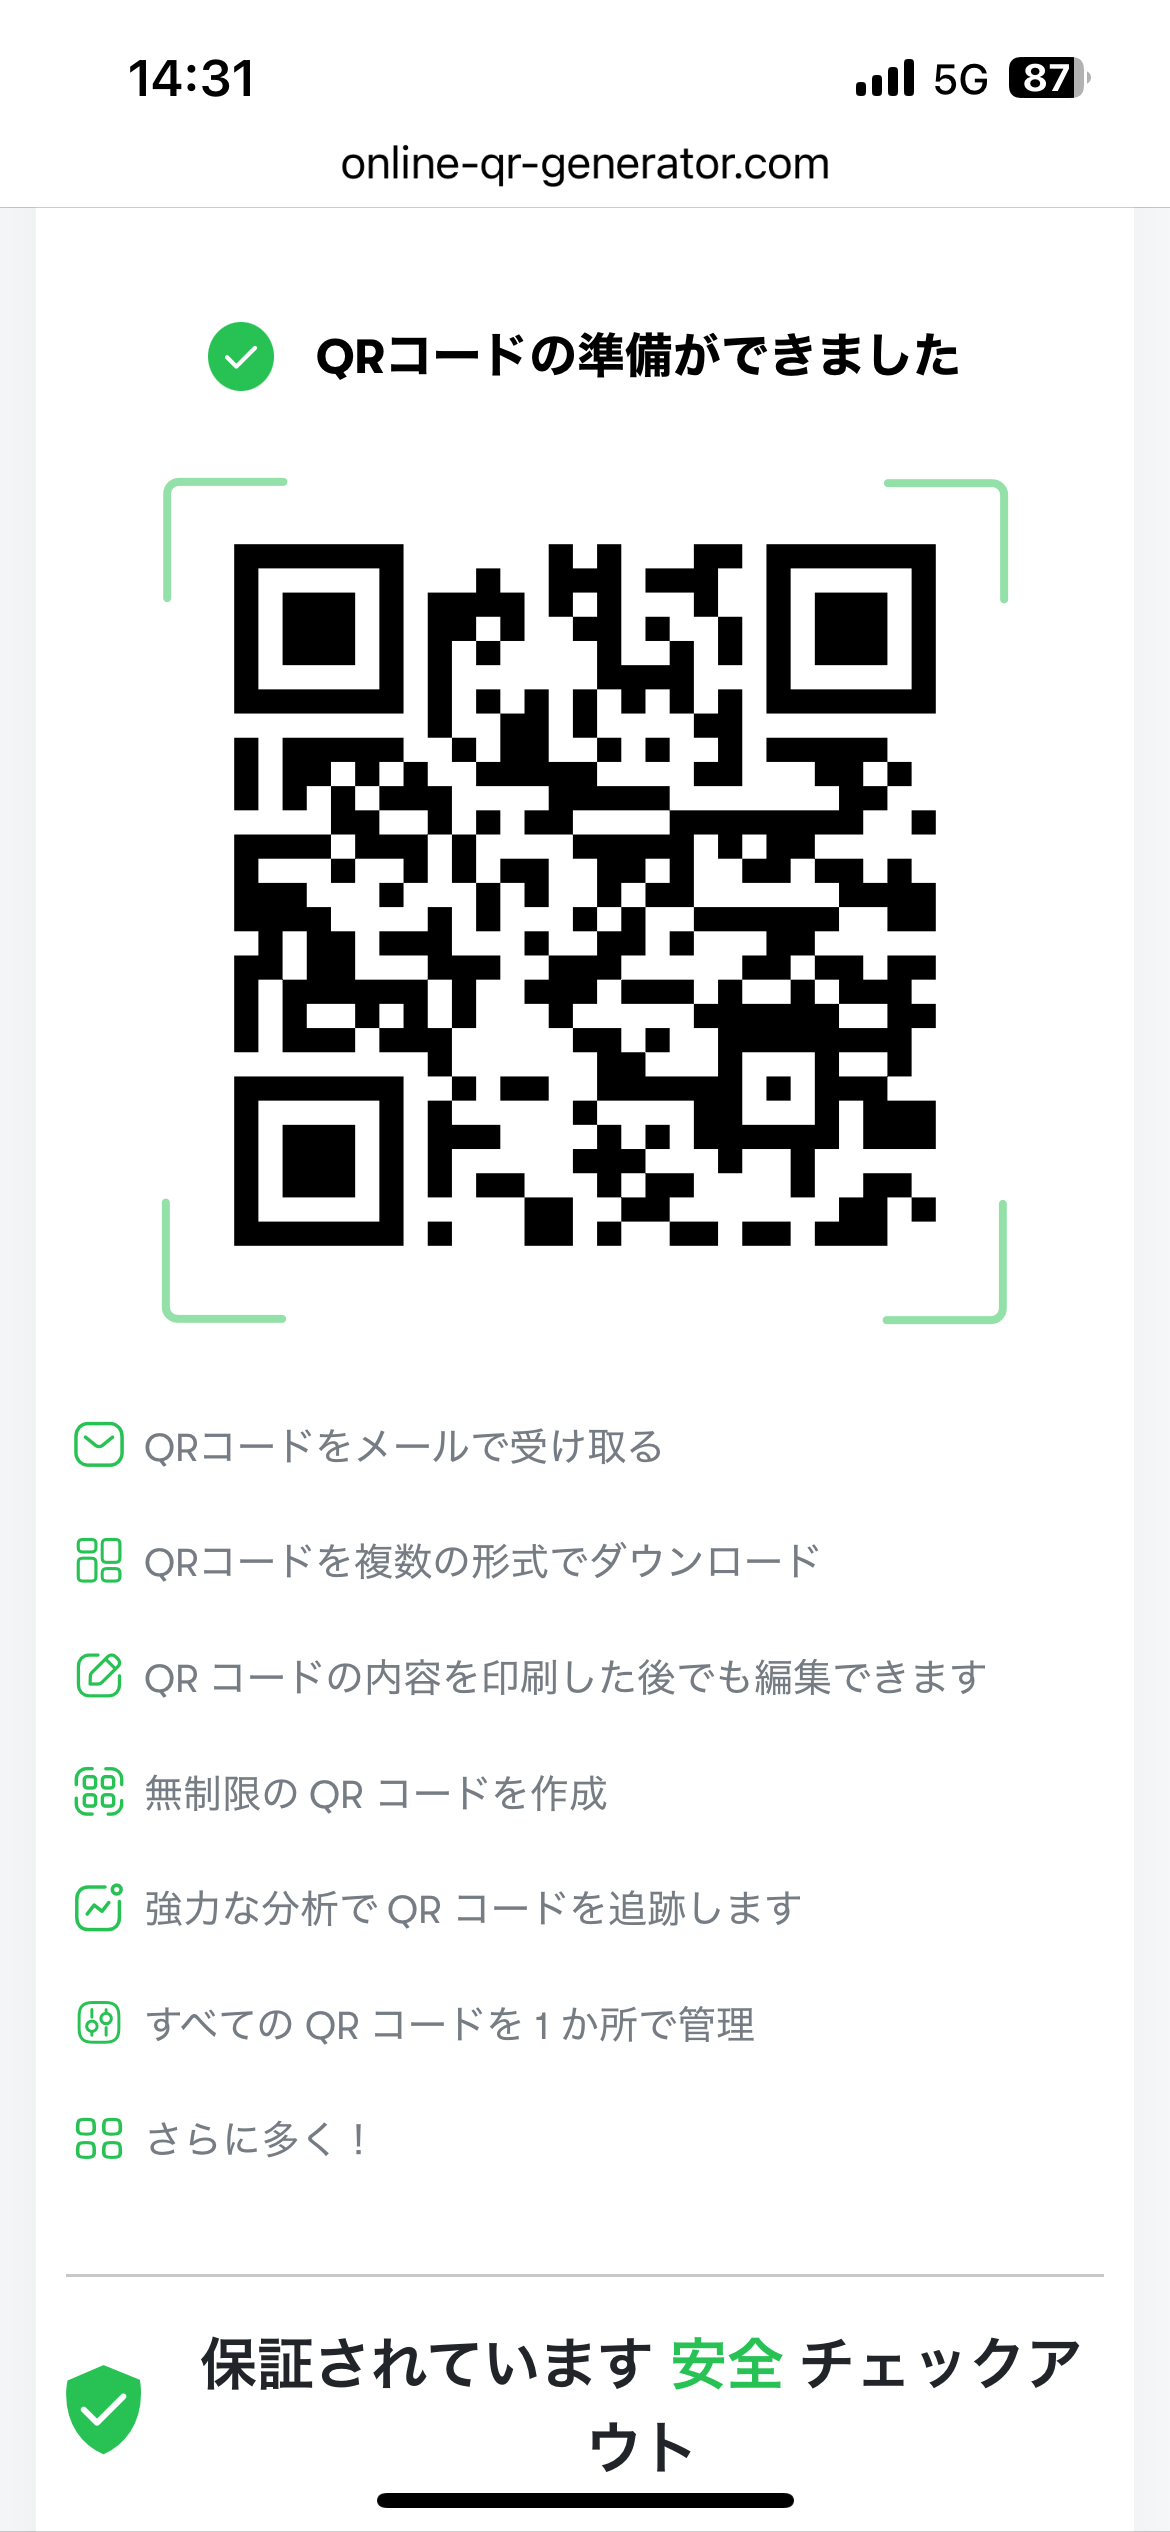 14:31
5G 87
online-qr-generator.com
QRコードの準備ができました
QRコードをメールで受け取る
QRコードを複数の形式でダウンロード
QR コードの内容を印刷した後でも編集できます
無制限の QR コードを作成
強力な分析で QR コードを追跡します
すべての QR コードを 1 か所で管理
さらに多く！
保証されています 安全 チェックア
ウト